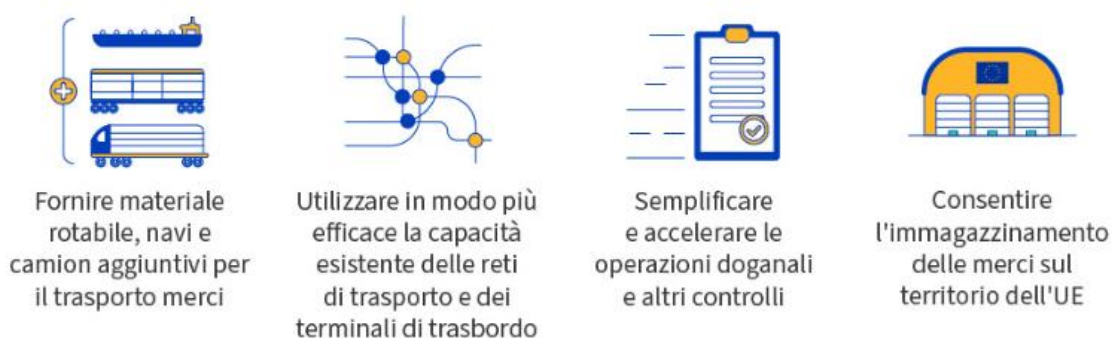 Fornire materiale
rotabile, navi e
camion aggiuntivi per
il trasporto merci
Utilizzare in modo più
efficace la capacità
esistente delle reti
di trasporto e dei
terminali di trasbordo
Semplificare
e accelerare le
operazioni doganali
e altri controlli
Consentire
l'immagazzinamento
delle merci sul
territorio dell'UE